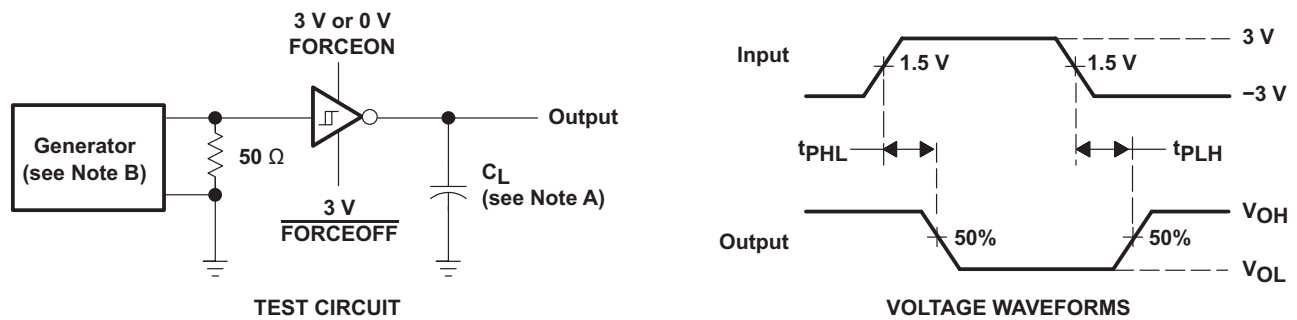 3 V or 0 V
FORCEON
Generator
(see Note B)
50 Ω
Output
CL
(see Note A)
3 V
FORCEOFF
TEST CIRCUIT
Input
1.5 V
1.5 V
3 V
−3 V
tPHL
tPLH
Output
50%
50%
VOH
VOL
VOLTAGE WAVEFORMS